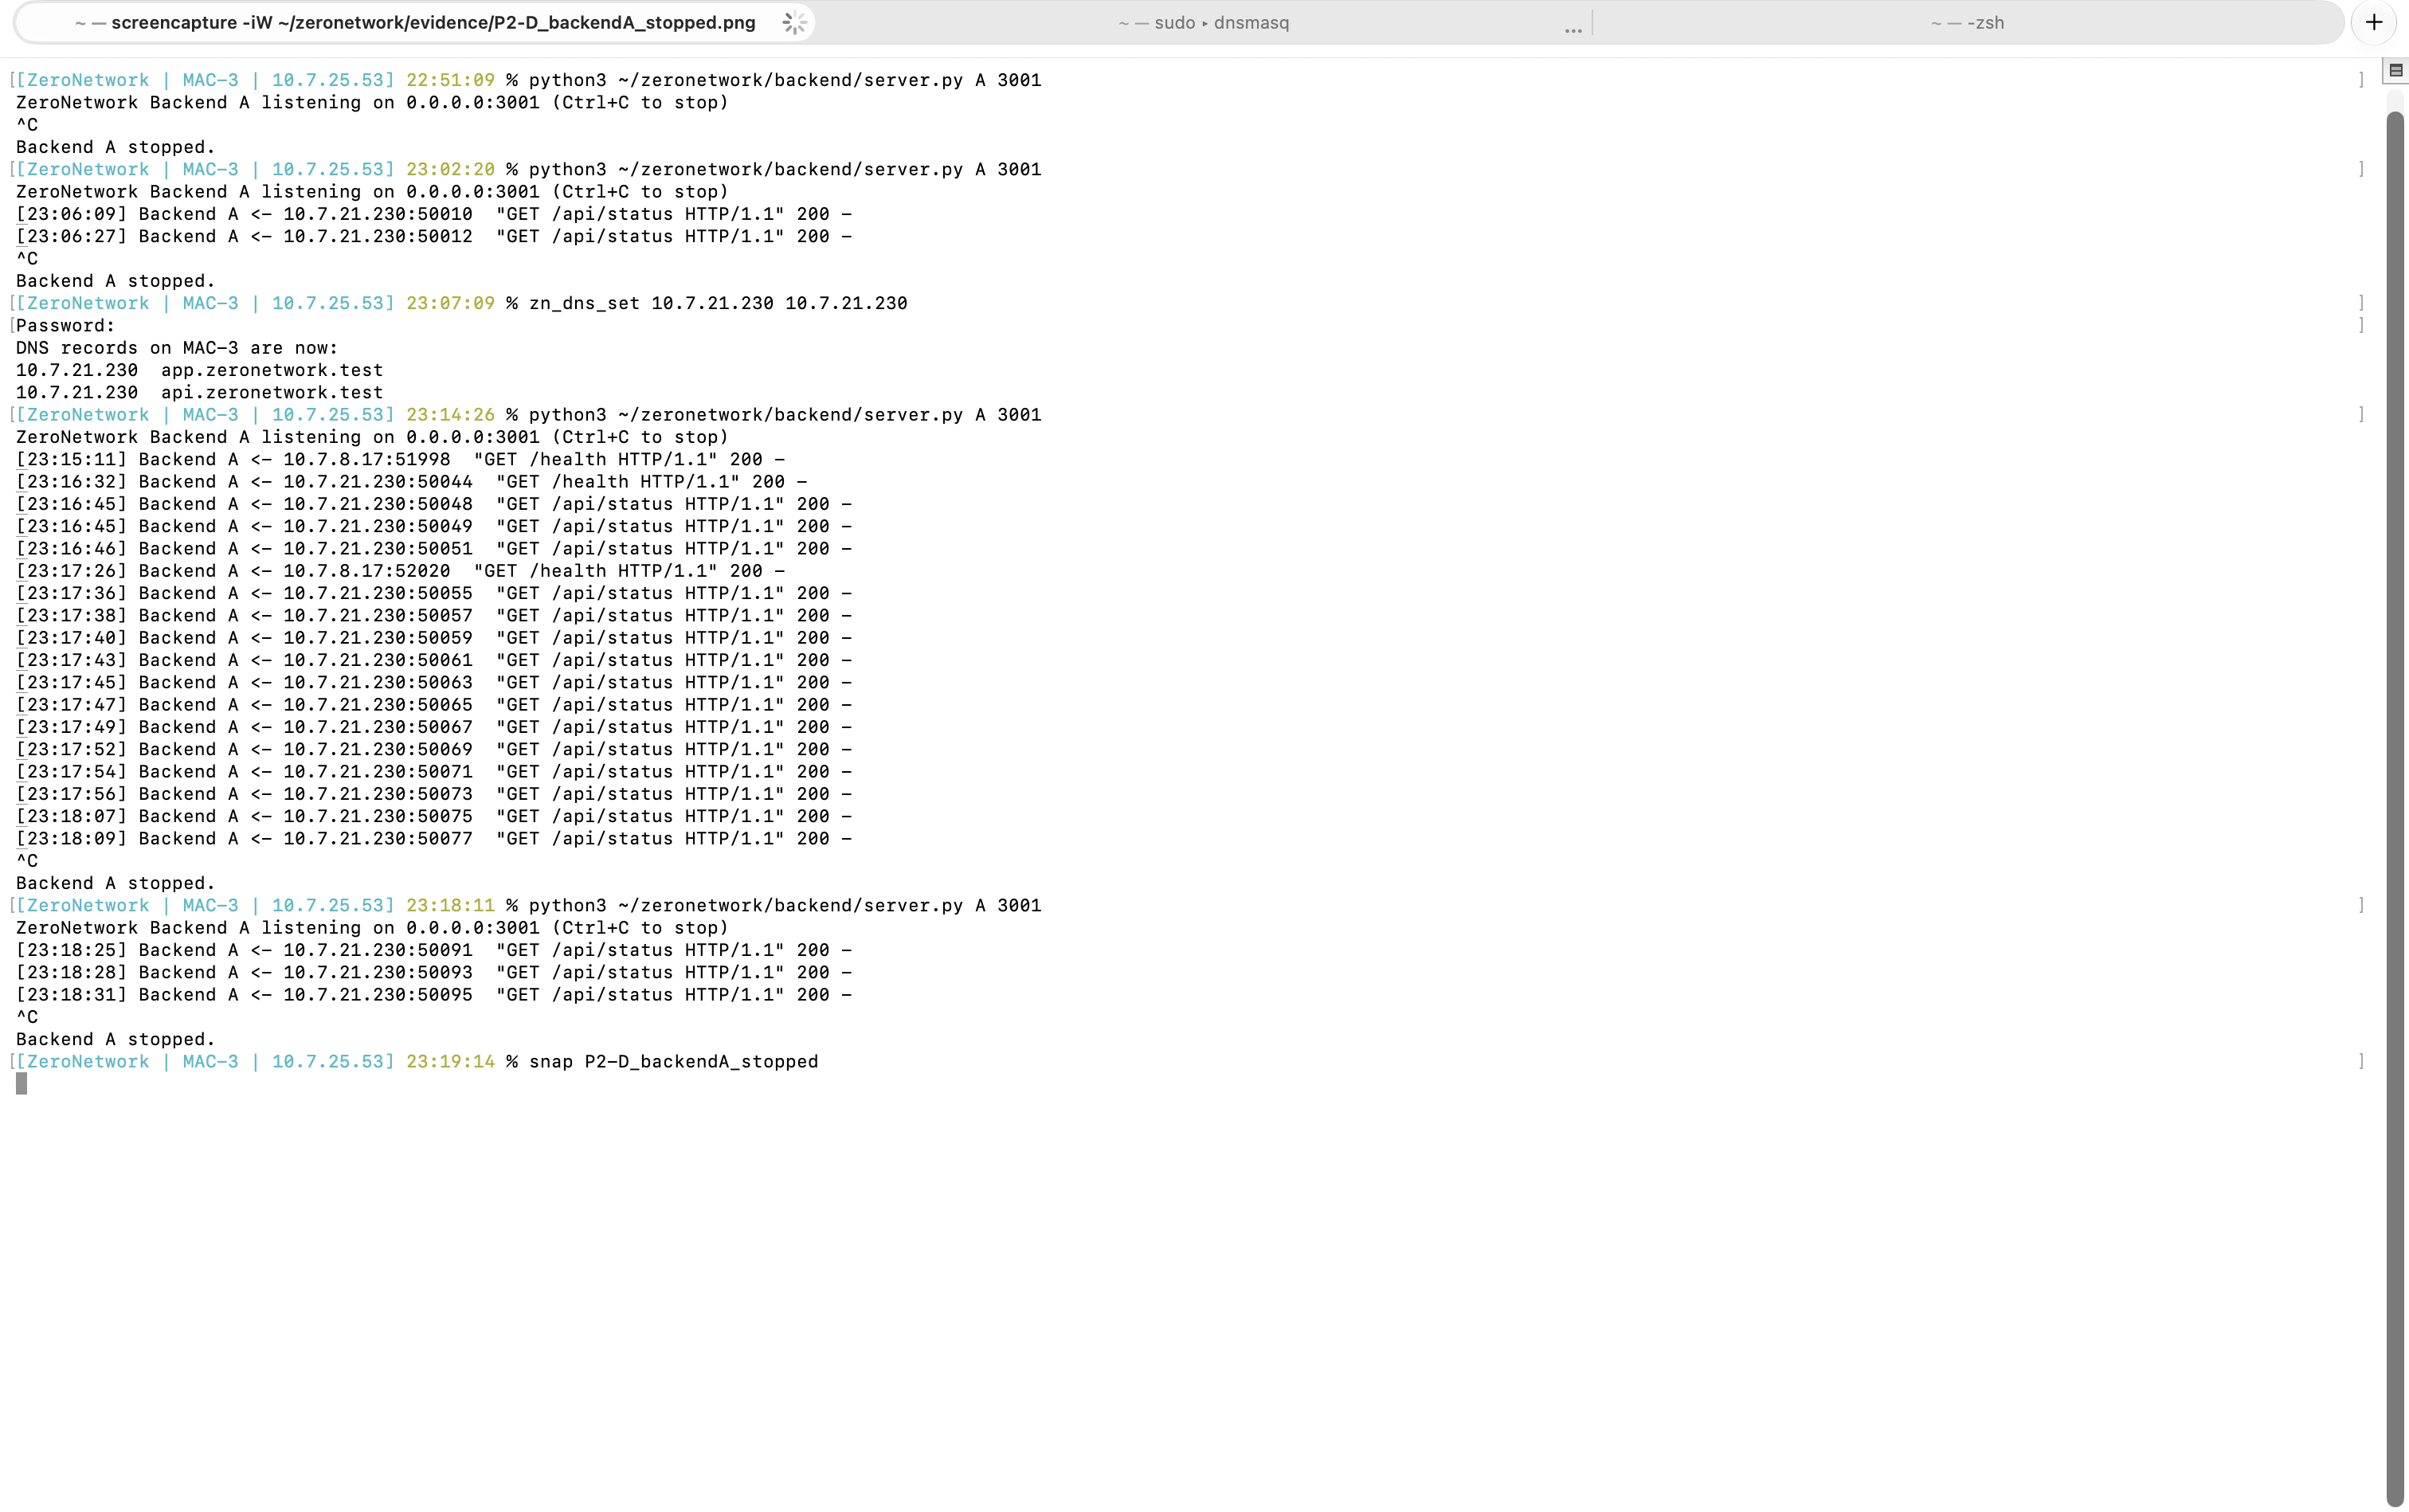 ~ — screencapture -iW ~/zeronetwork/evidence/P2-D_backendA_stopped.png
~ — sudo ▸ dnsmasq
...
~ — -zsh
+
[[ZeroNetwork | MAC-3 | 10.7.25.53] 22:51:09 % python3 ~/zeronetwork/backend/server.py A 3001 ]
ZeroNetwork Backend A listening on 0.0.0.0:3001 (Ctrl+C to stop)
^C
Backend A stopped.
[[ZeroNetwork | MAC-3 | 10.7.25.53] 23:02:20 % python3 ~/zeronetwork/backend/server.py A 3001 ]
ZeroNetwork Backend A listening on 0.0.0.0:3001 (Ctrl+C to stop)
[23:06:09] Backend A <- 10.7.21.230:50010  "GET /api/status HTTP/1.1" 200 -
[23:06:27] Backend A <- 10.7.21.230:50012  "GET /api/status HTTP/1.1" 200 -
^C
Backend A stopped.
[[ZeroNetwork | MAC-3 | 10.7.25.53] 23:07:09 % zn_dns_set 10.7.21.230 10.7.21.230 ]
[Password: ]
DNS records on MAC-3 are now:
10.7.21.230  app.zeronetwork.test
10.7.21.230  api.zeronetwork.test
[[ZeroNetwork | MAC-3 | 10.7.25.53] 23:14:26 % python3 ~/zeronetwork/backend/server.py A 3001 ]
ZeroNetwork Backend A listening on 0.0.0.0:3001 (Ctrl+C to stop)
[23:15:11] Backend A <- 10.7.8.17:51998  "GET /health HTTP/1.1" 200 -
[23:16:32] Backend A <- 10.7.21.230:50044  "GET /health HTTP/1.1" 200 -
[23:16:45] Backend A <- 10.7.21.230:50048  "GET /api/status HTTP/1.1" 200 -
[23:16:45] Backend A <- 10.7.21.230:50049  "GET /api/status HTTP/1.1" 200 -
[23:16:46] Backend A <- 10.7.21.230:50051  "GET /api/status HTTP/1.1" 200 -
[23:17:26] Backend A <- 10.7.8.17:52020  "GET /health HTTP/1.1" 200 -
[23:17:36] Backend A <- 10.7.21.230:50055  "GET /api/status HTTP/1.1" 200 -
[23:17:38] Backend A <- 10.7.21.230:50057  "GET /api/status HTTP/1.1" 200 -
[23:17:40] Backend A <- 10.7.21.230:50059  "GET /api/status HTTP/1.1" 200 -
[23:17:43] Backend A <- 10.7.21.230:50061  "GET /api/status HTTP/1.1" 200 -
[23:17:45] Backend A <- 10.7.21.230:50063  "GET /api/status HTTP/1.1" 200 -
[23:17:47] Backend A <- 10.7.21.230:50065  "GET /api/status HTTP/1.1" 200 -
[23:17:49] Backend A <- 10.7.21.230:50067  "GET /api/status HTTP/1.1" 200 -
[23:17:52] Backend A <- 10.7.21.230:50069  "GET /api/status HTTP/1.1" 200 -
[23:17:54] Backend A <- 10.7.21.230:50071  "GET /api/status HTTP/1.1" 200 -
[23:17:56] Backend A <- 10.7.21.230:50073  "GET /api/status HTTP/1.1" 200 -
[23:18:07] Backend A <- 10.7.21.230:50075  "GET /api/status HTTP/1.1" 200 -
[23:18:09] Backend A <- 10.7.21.230:50077  "GET /api/status HTTP/1.1" 200 -
^C
Backend A stopped.
[[ZeroNetwork | MAC-3 | 10.7.25.53] 23:18:11 % python3 ~/zeronetwork/backend/server.py A 3001 ]
ZeroNetwork Backend A listening on 0.0.0.0:3001 (Ctrl+C to stop)
[23:18:25] Backend A <- 10.7.21.230:50091  "GET /api/status HTTP/1.1" 200 -
[23:18:28] Backend A <- 10.7.21.230:50093  "GET /api/status HTTP/1.1" 200 -
[23:18:31] Backend A <- 10.7.21.230:50095  "GET /api/status HTTP/1.1" 200 -
^C
Backend A stopped.
[[ZeroNetwork | MAC-3 | 10.7.25.53] 23:19:14 % snap P2-D_backendA_stopped ]